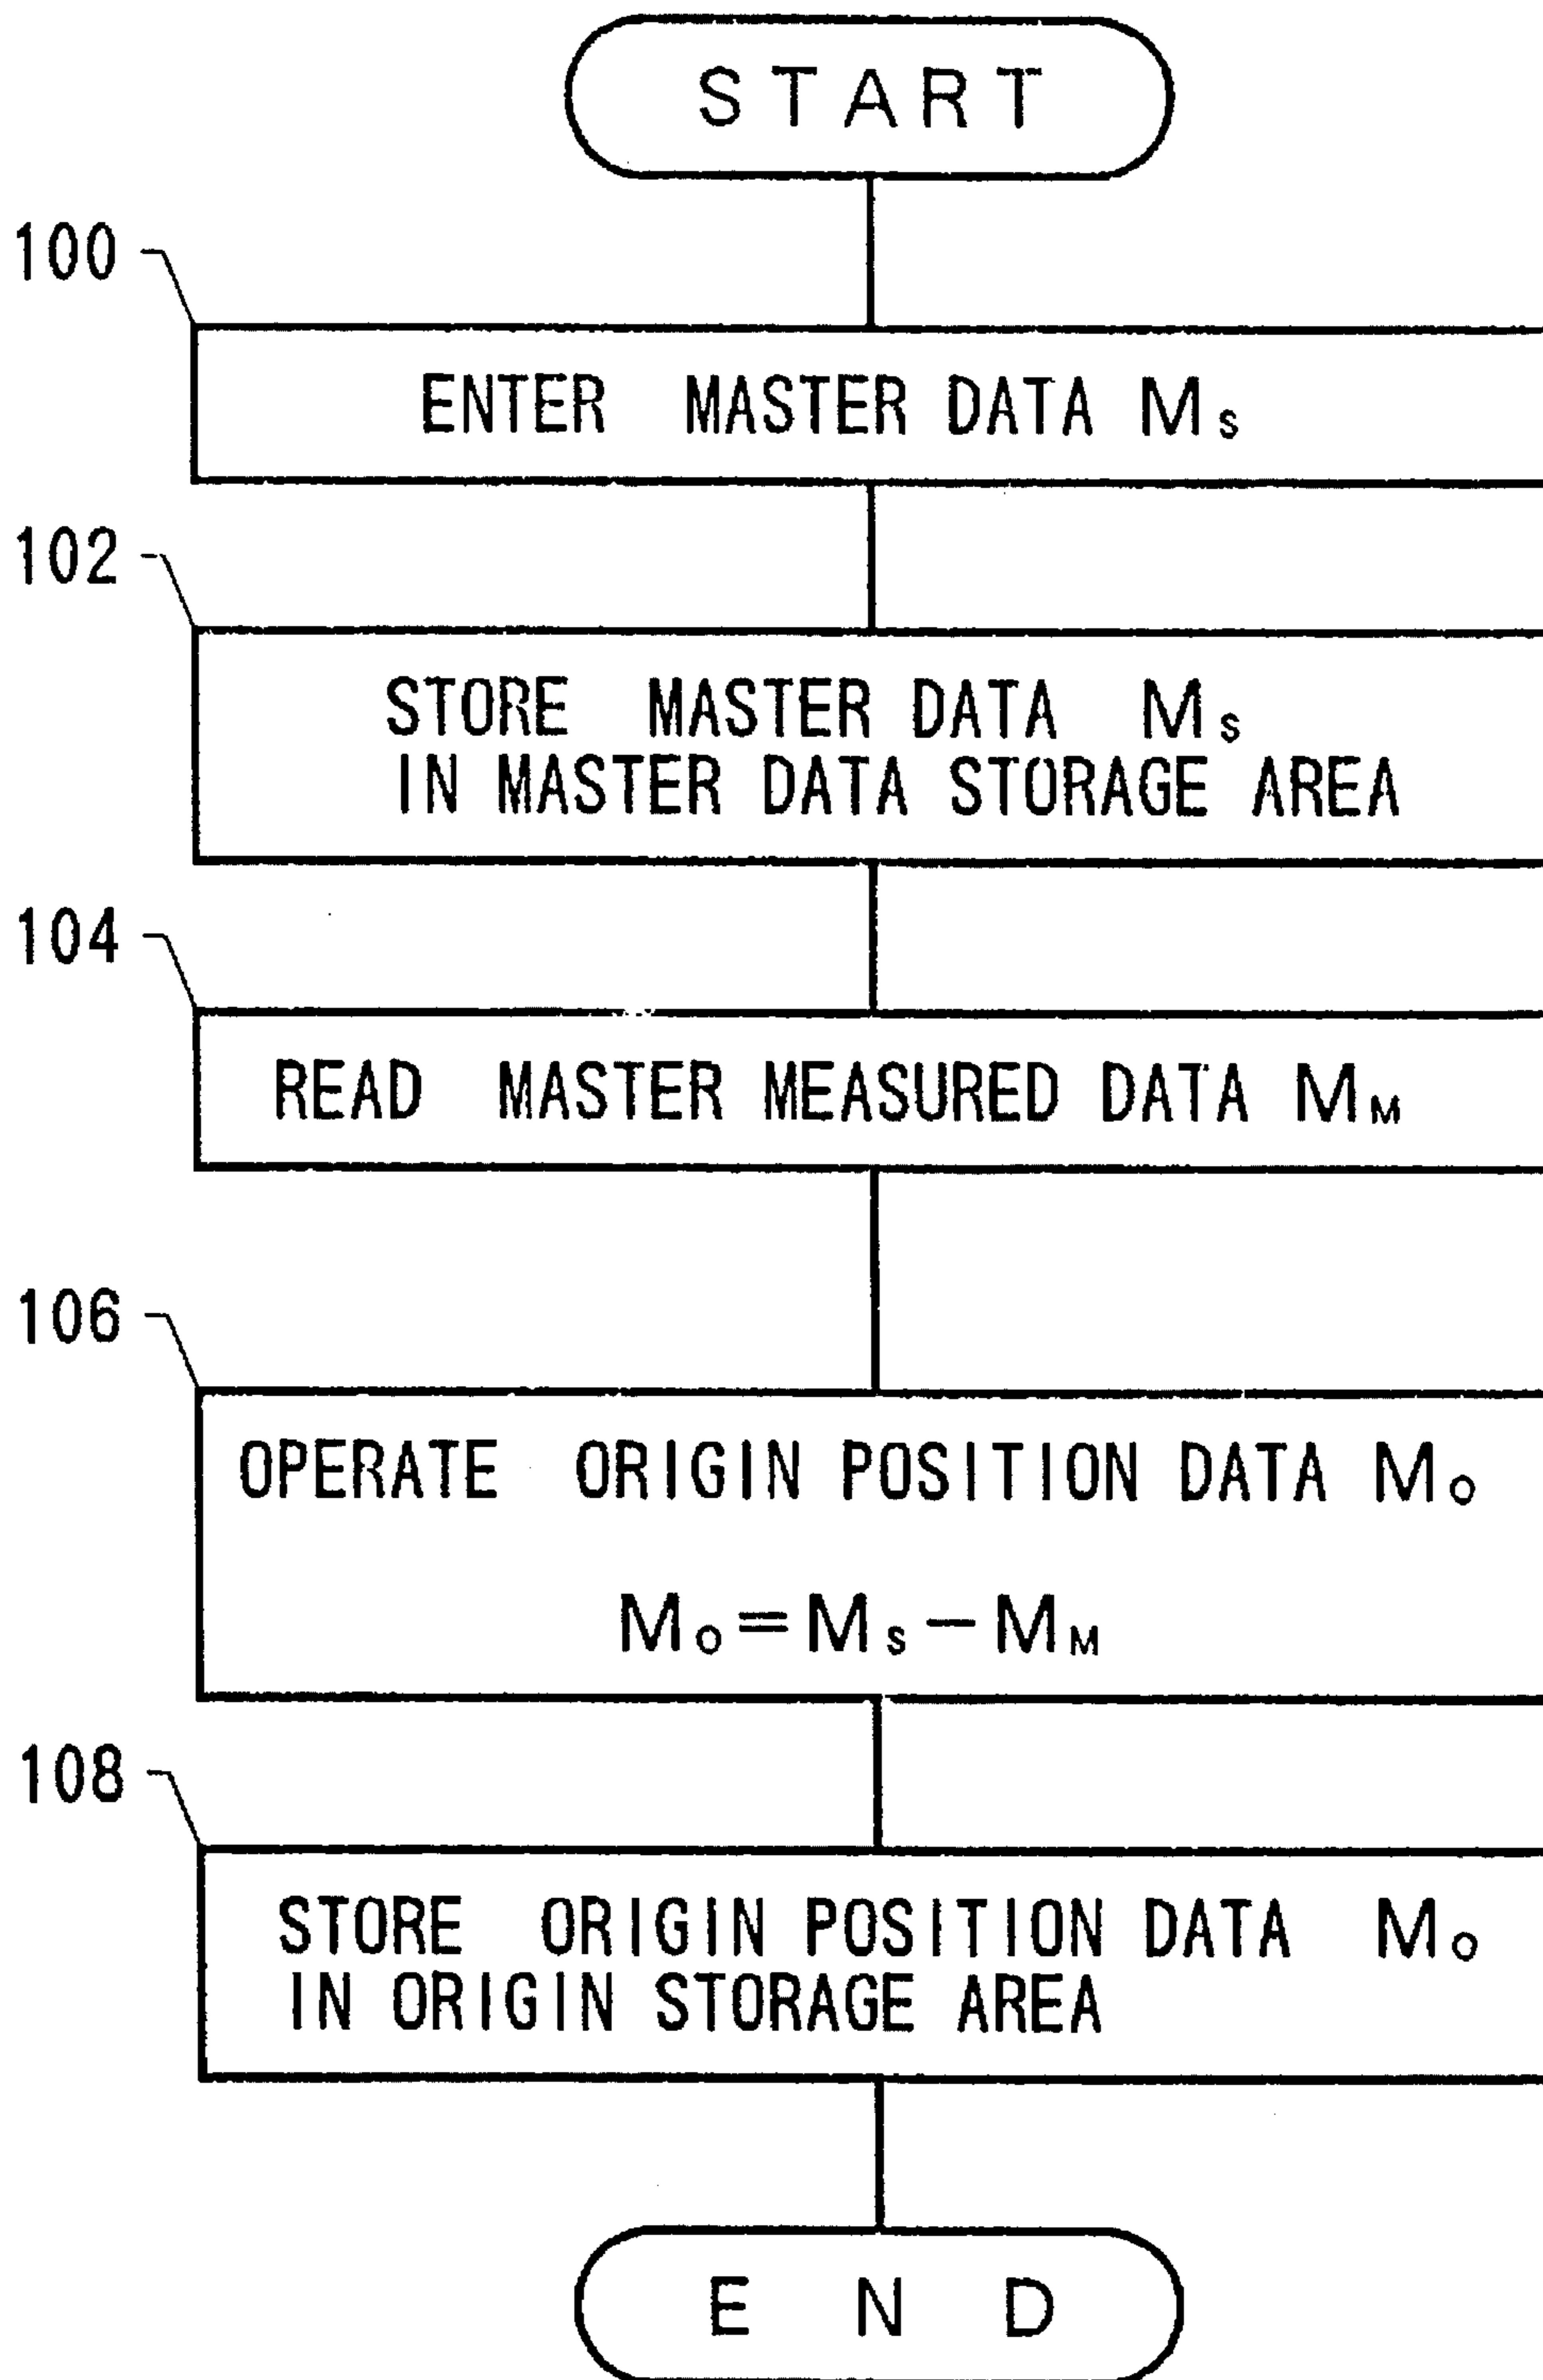 START
100
ENTER MASTER DATA Ms
102
STORE MASTER DATA Ms
IN MASTER DATA STORAGE AREA
104
READ MASTER MEASURED DATA MM
106
OPERATE ORIGIN POSITION DATA Mo
Mo=Ms-MM
108
STORE ORIGIN POSITION DATA Mo
IN ORIGIN STORAGE AREA
END